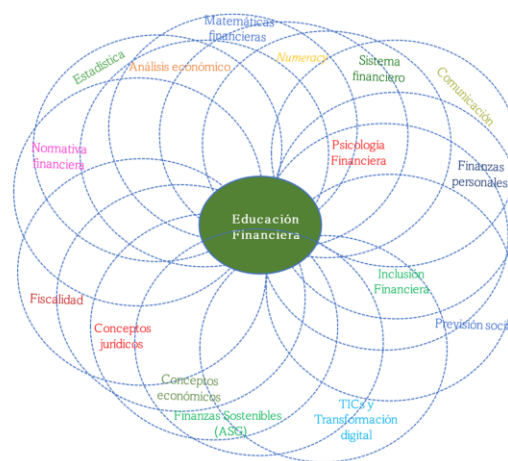 Matemáticas
financieras
Estadística
Análisis económico
Numeracy
Sistema
financiero
Comunicación
Normativa
financiera
Psicología
Financiera
Finanzas
personales
Educación
Financiera
Inclusión
Financiera
Fiscalidad
Conceptos
jurídicos
Previsión
Conceptos
económicos
Finanzas Sostenibles
(ASG)
TICs y
Transformación
digital